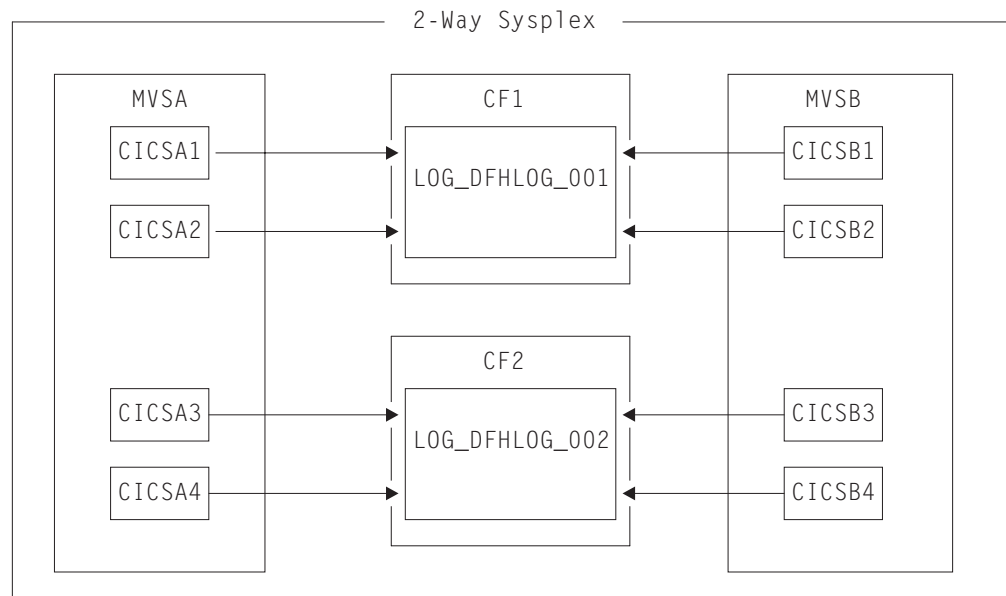 2-Way Sysplex
MVSA
CF1
MVSB
CICSA1
CICSB1
LOG_DFHLOG_001
CICSA2
CICSB2
CF2
CICSA3
CICSB3
LOG_DFHLOG_002
CICSA4
CICSB4